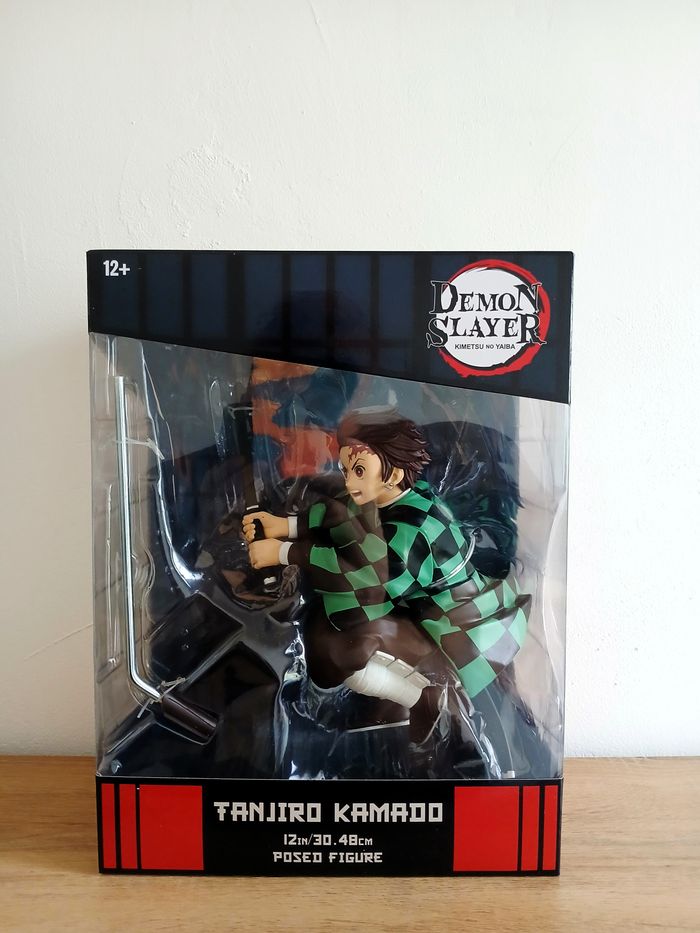 12+
DEMON
SLAYER
KIMETSU NO YAIBA
TANJIRO KAMADO
12IN/30.48CM
POSED FIGURE